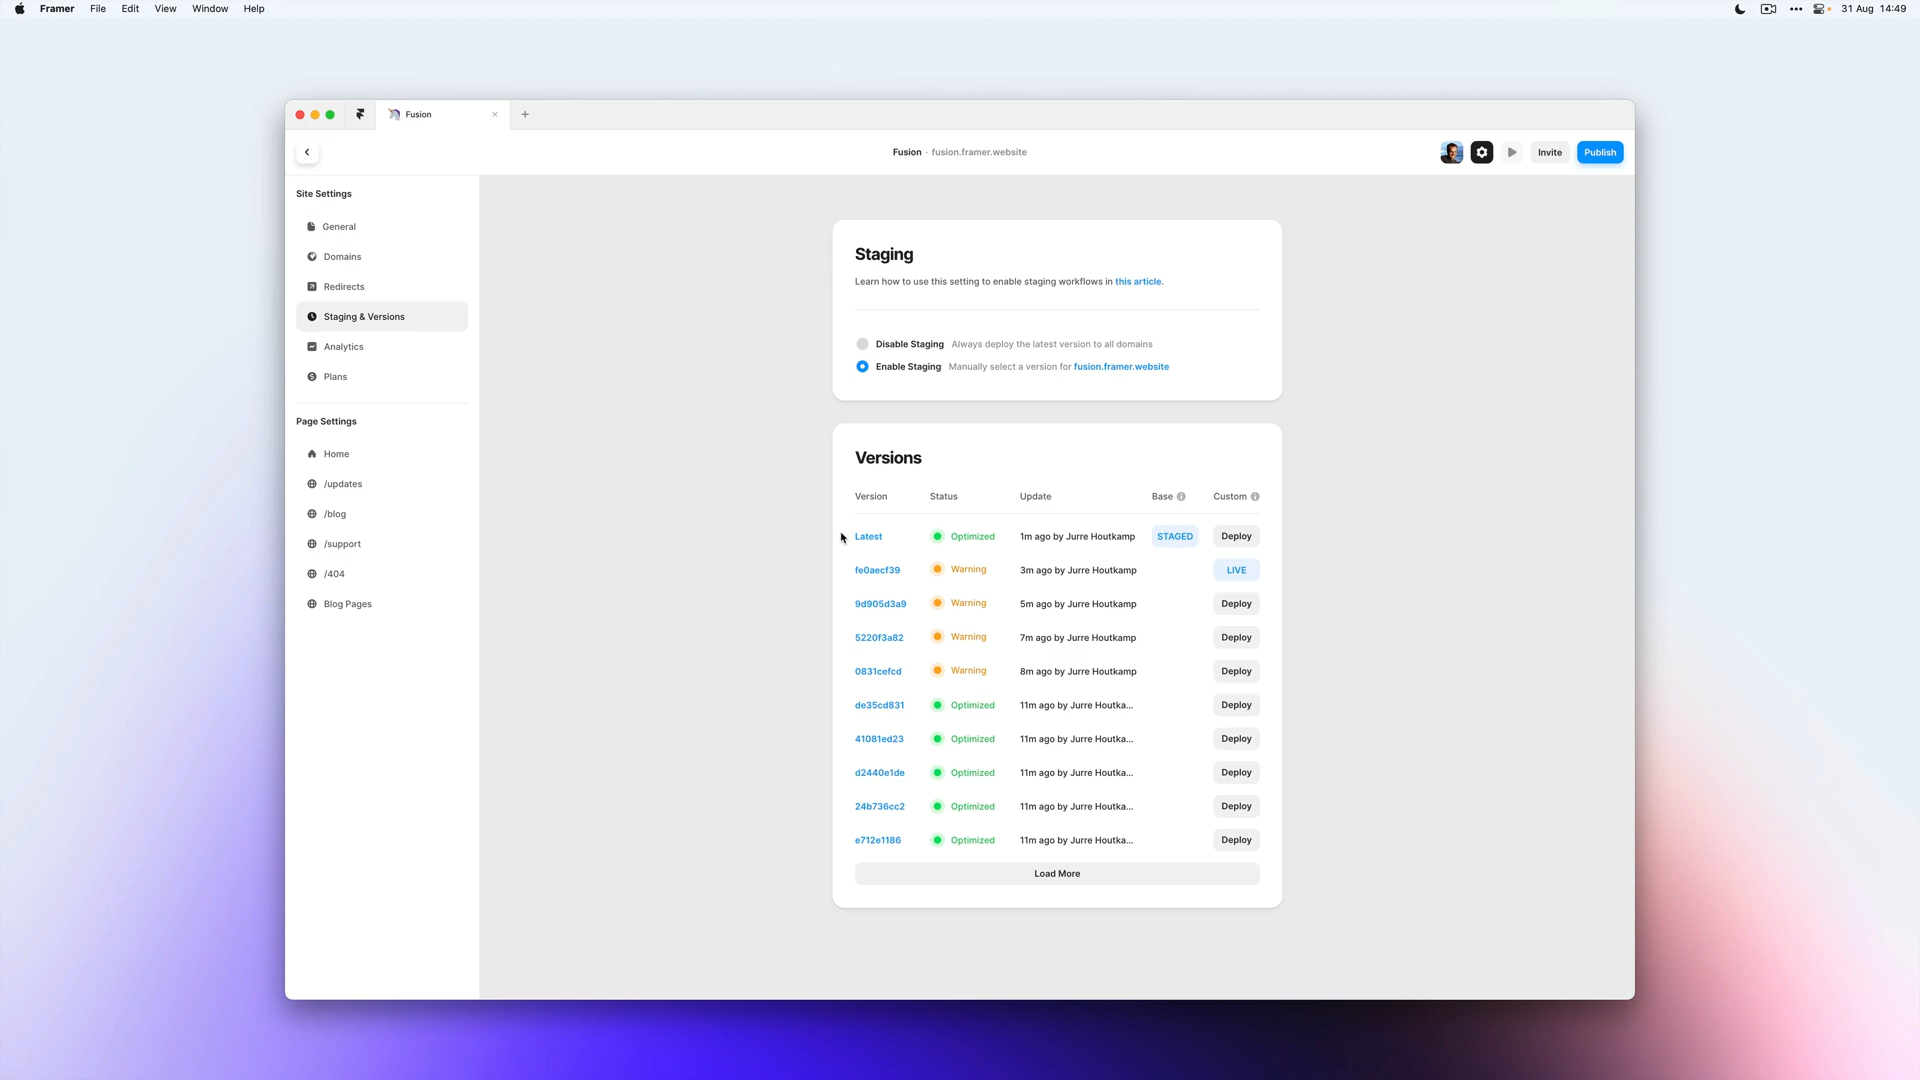 Framer File Edit View Window Help
31 Aug 14:49
Fusion
Fusion · fusion.framer.website
Invite
Publish
Site Settings
General
Domains
Redirects
Staging & Versions
Analytics
Plans
Page Settings
Home
/updates
/blog
/support
/404
Blog Pages
Staging
Learn how to use this setting to enable staging workflows in this article.
Disable Staging Always deploy the latest version to all domains
Enable Staging Manually select a version for fusion.framer.website
Versions
Version Status Update Base Custom
Latest Optimized 1m ago by Jurre Houtkamp STAGED Deploy
fe0aecf39 Warning 3m ago by Jurre Houtkamp LIVE
9d905d3a9 Warning 5m ago by Jurre Houtkamp Deploy
5220f3a82 Warning 7m ago by Jurre Houtkamp Deploy
0831cefcd Warning 8m ago by Jurre Houtkamp Deploy
de35cd831 Optimized 11m ago by Jurre Houtka... Deploy
41081ed23 Optimized 11m ago by Jurre Houtka... Deploy
d2440e1de Optimized 11m ago by Jurre Houtka... Deploy
24b736cc2 Optimized 11m ago by Jurre Houtka... Deploy
e712e1186 Optimized 11m ago by Jurre Houtka... Deploy
Load More